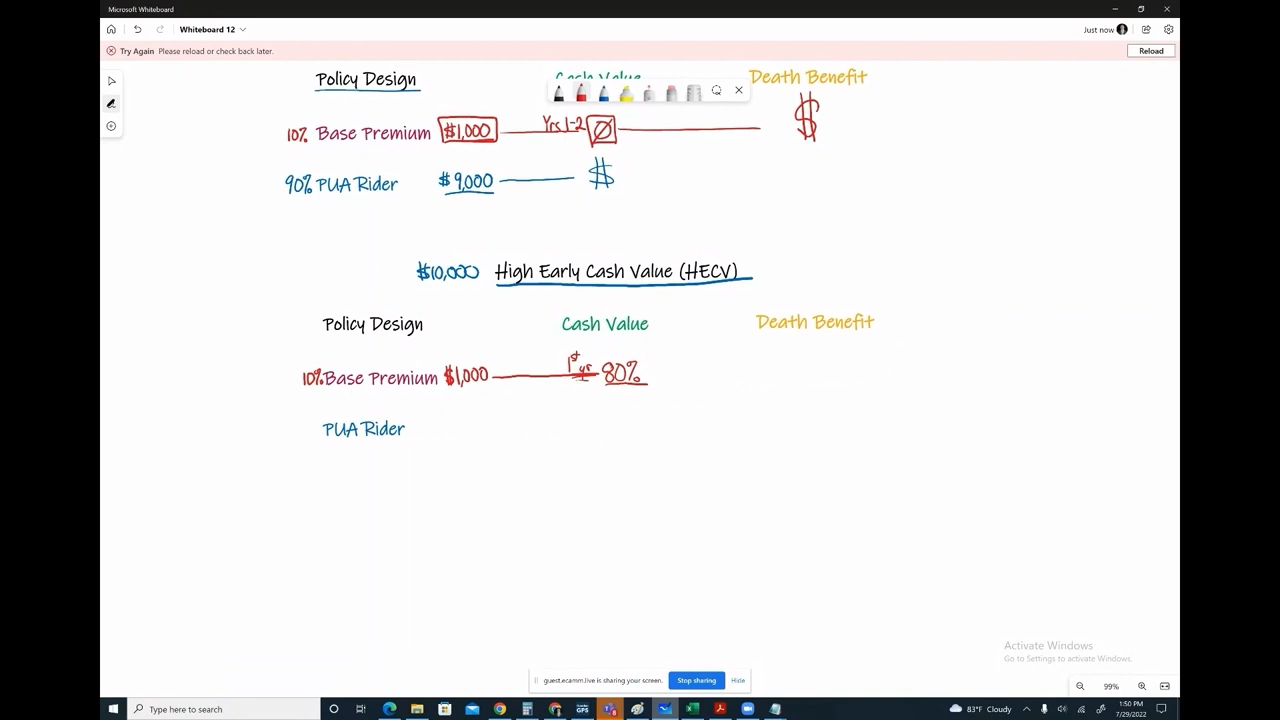 Microsoft Whiteboard
Whiteboard 12
Just now
Try Again Please reload or check back later.
Reload
Policy Design Cash Value Death Benefit
10% Base Premium $1,000 Yrs 1-2 Ø $
90% PUA Rider $9,000 $
$10,000 High Early Cash Value (HECV)
Policy Design Cash Value Death Benefit
10% Base Premium $1,000 1st yr 80%
PUA Rider
Activate Windows
Go to Settings to activate Windows.
guest.ecamm.live is sharing your screen. Stop sharing Hide
99%
Type here to search
GPS
83°F Cloudy
1:50 PM
7/29/2022